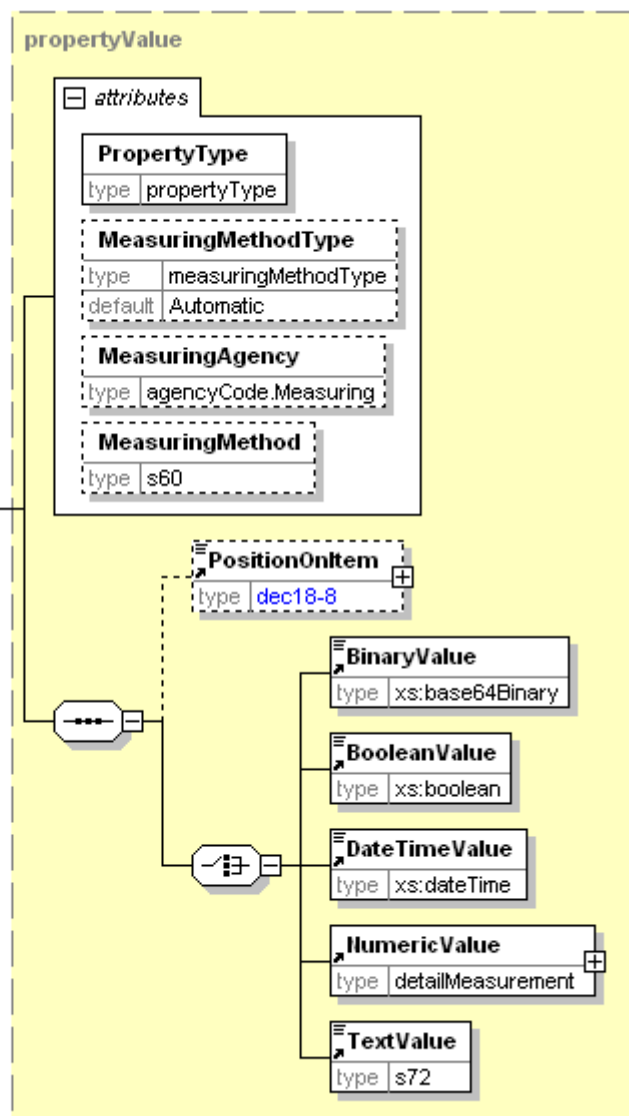 propertyValue
attributes
PropertyType
type propertyType
MeasuringMethodType
type measuringMethodType
default Automatic
MeasuringAgency
type agencyCode.Measuring
MeasuringMethod
type s60
PositionOnItem
type dec18-8
BinaryValue
type xs:base64Binary
BooleanValue
type xs:boolean
DateTimeValue
type xs:dateTime
NumericValue
type detailMeasurement
TextValue
type s72